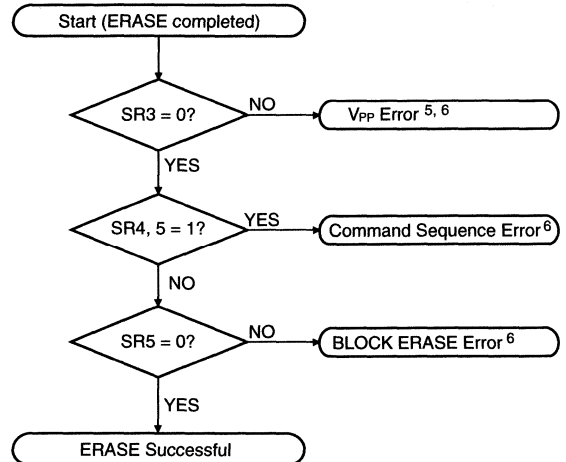 Start (ERASE completed)
SR3 = 0?
NO
VPP Error 5, 6
YES
SR4, 5 = 1?
YES
Command Sequence Error 6
NO
SR5 = 0?
NO
BLOCK ERASE Error 6
YES
ERASE Successful